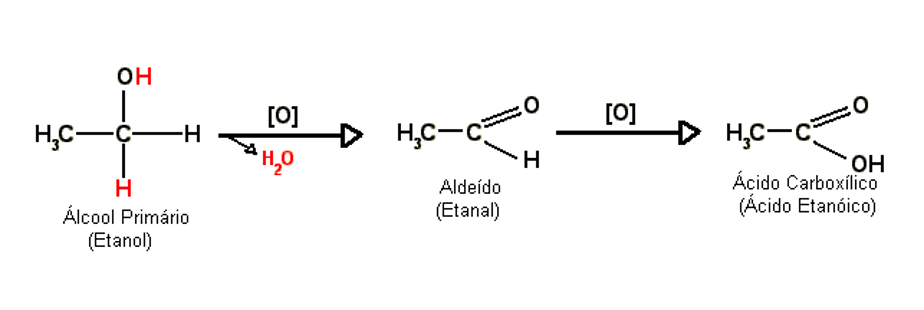 OH
H₃C C H
H
[O]
H₂O
H₃C C O
H
[O]
H₃C C O
OH
Álcool Primário
(Etanol)
Aldeído
(Etanal)
Ácido Carboxílico
(Ácido Etanóico)